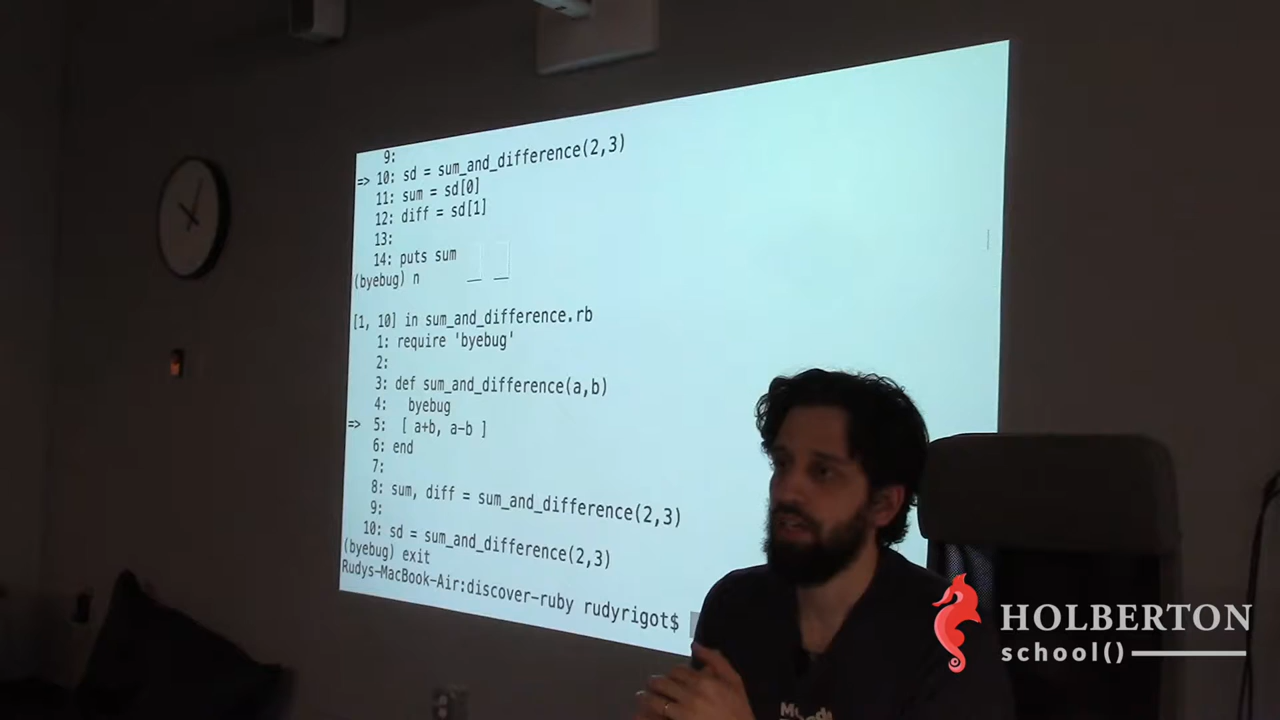 9:
=> 10: sd = sum_and_difference(2,3)
11: sum = sd[0]
12: diff = sd[1]
13:
14: puts sum
(byebug) n
[1, 10] in sum_and_difference.rb
1: require 'byebug'
2:
3: def sum_and_difference(a,b)
4: byebug
=> 5: [ a+b, a-b ]
6: end
7:
8: sum, diff = sum_and_difference(2,3)
9:
10: sd = sum_and_difference(2,3)
(byebug) exit
Rudys-MacBook-Air:discover-ruby rudyrigot$
HOLBERTON
school()